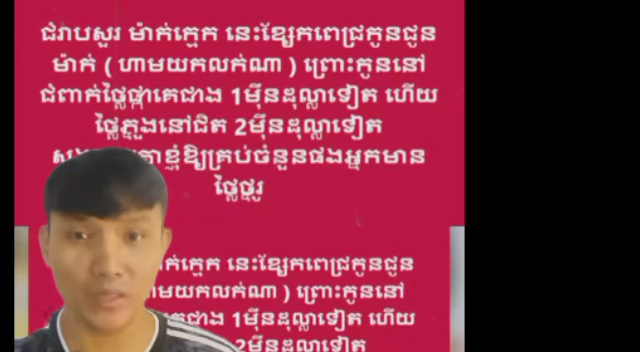 ជំរាបសួរ ម៉ាក់ក្មេក នេះខ្សែកពេជ្រកូនជូន
ម៉ាក់ ( ហាមយកលក់ណា ) ព្រោះកូននៅ
ជំពាក់ថ្លៃផ្កាគេជាង 1ម៉ឺនដុល្លាទៀត ហើយ
ថ្លៃភ្លួងនៅជិត 2ម៉ឺនដុល្លាទៀត
ខ្ញុំឱ្យគ្រប់ចំនួនផងអ្នកមាន
ថ្លៃថ្នូរ
ក់ក្មេក នេះខ្សែកពេជ្រកូនជូន
ហាមយកលក់ណា ) ព្រោះកូននៅ
គេជាង 1ម៉ឺនដុល្លាទៀត ហើយ
2ម៉ឺនដុល្លាទៀត